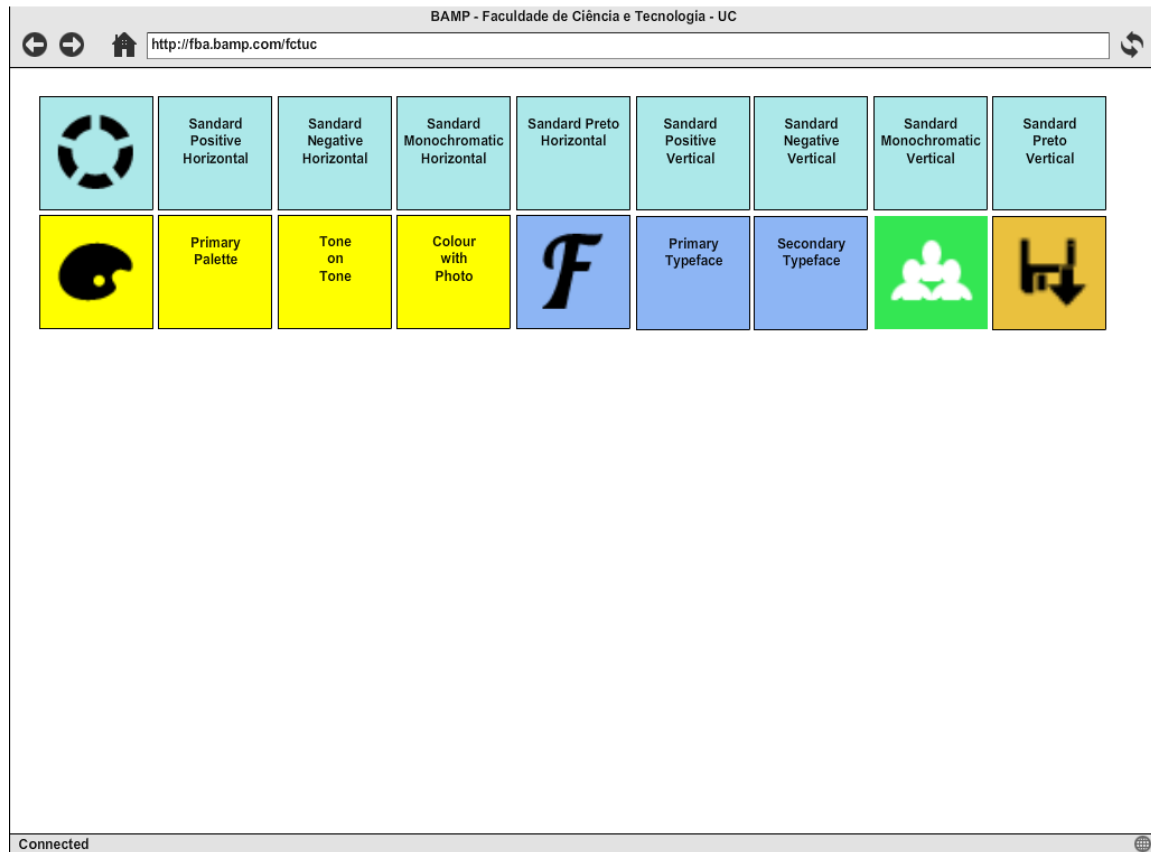 BAMP - Faculdade de Ciência e Tecnologia - UC
http://fba.bamp.com/fctuc
Sandard
Positive
Horizontal
Sandard
Negative
Horizontal
Sandard
Monochromatic
Horizontal
Sandard Preto
Horizontal
Sandard
Positive
Vertical
Sandard
Negative
Vertical
Sandard
Monochromatic
Vertical
Sandard
Preto
Vertical
Primary
Palette
Tone
on
Tone
Colour
with
Photo
F
Primary
Typeface
Secondary
Typeface
Connected